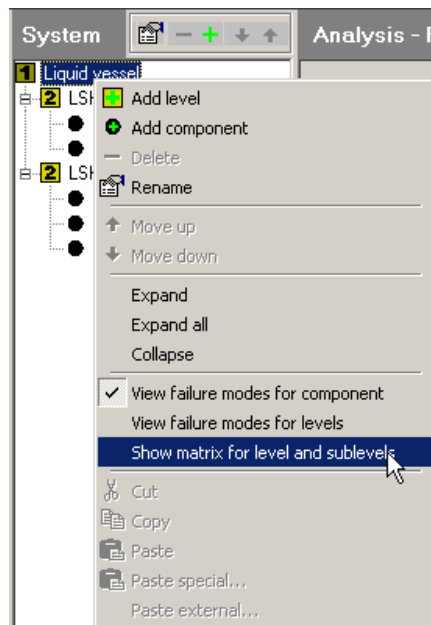 System
Analysis -
1 Liquid vessel
2 LSH
2 LSH
Add level
Add component
Delete
Rename
Move up
Move down
Expand
Expand all
Collapse
View failure modes for component
View failure modes for levels
Show matrix for level and sublevels
Cut
Copy
Paste
Paste special...
Paste external...